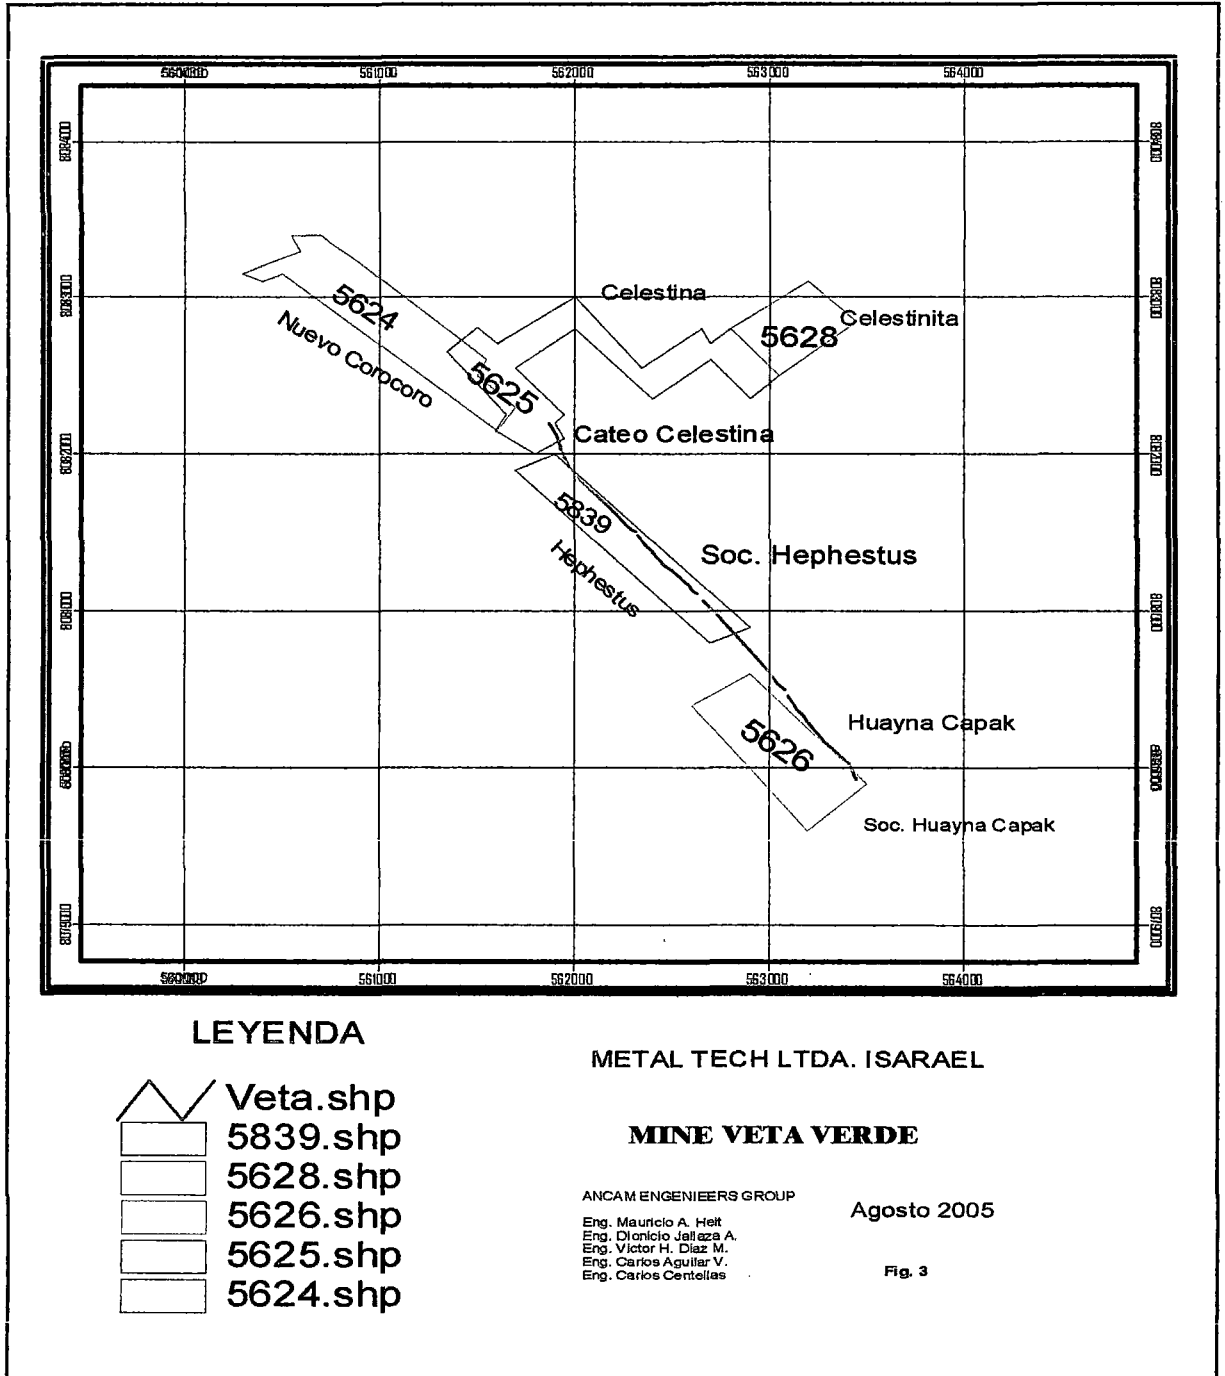 561000 562000 563000 564000
Celestina
5624
Celestinita
5628
Nuevo Corocoro
5625
Cateo Celestina
5839
Soc. Hephestus
Hephestus
Huayna Capak
5626
Soc. Huayna Capak
561000 562000 563000 564000
LEYENDA
Veta.shp
5839.shp
5628.shp
5626.shp
5625.shp
5624.shp
METAL TECH LTDA. ISARAEL
MINE VETA VERDE
ANCAM ENGENIEERS GROUP
Agosto 2005
Eng. Mauricio A. Helt
Eng. Dionicio Jallaza A.
Eng. Victor H. Diaz M.
Eng. Carlos Aguilar V.
Eng. Carlos Centellas
Fig. 3